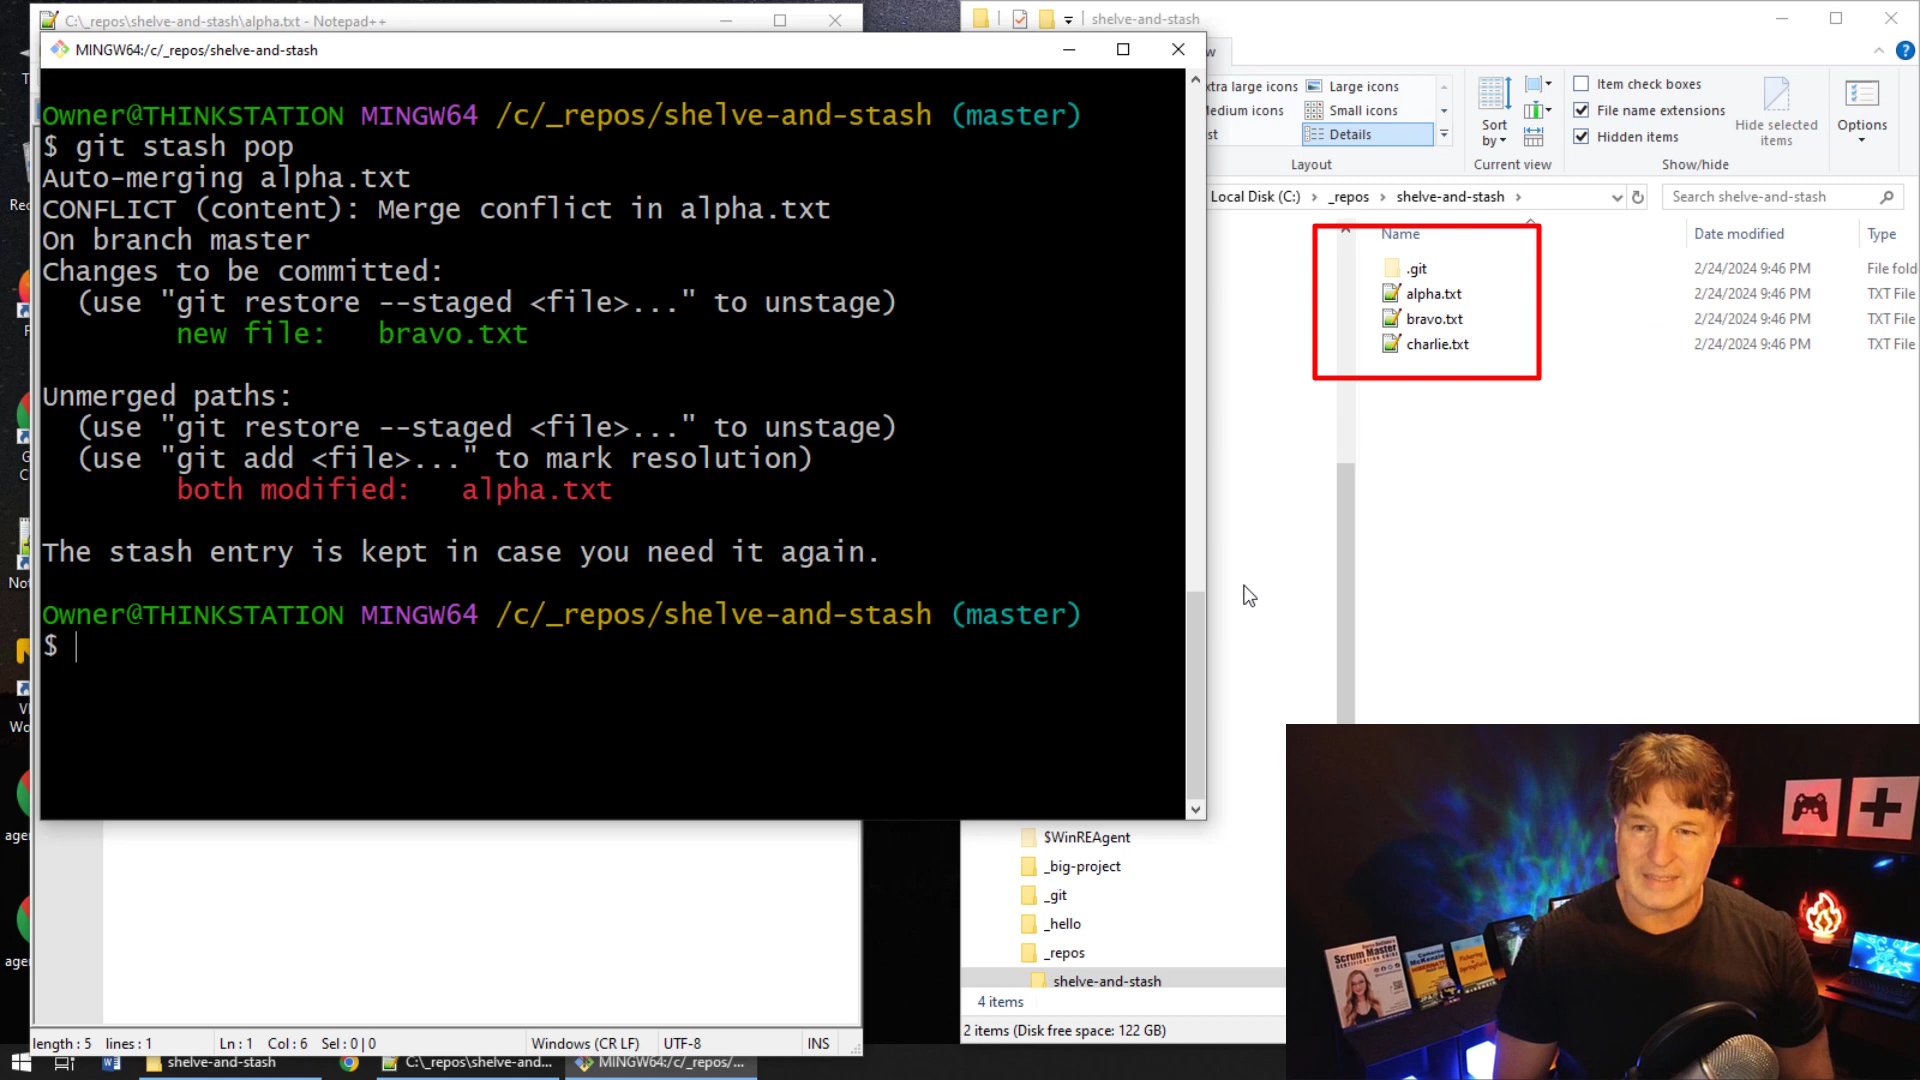 C:\_repos\shelve-and-stash\alpha.txt - Notepad++
MINGW64:/c/_repos/shelve-and-stash
Owner@THINKSTATION MINGW64 /c/_repos/shelve-and-stash (master)
$ git stash pop
Auto-merging alpha.txt
CONFLICT (content): Merge conflict in alpha.txt
On branch master
Changes to be committed:
(use "git restore --staged <file>..." to unstage)
new file: bravo.txt
Unmerged paths:
(use "git restore --staged <file>..." to unstage)
(use "git add <file>..." to mark resolution)
both modified: alpha.txt
The stash entry is kept in case you need it again.
Owner@THINKSTATION MINGW64 /c/_repos/shelve-and-stash (master)
$
length : 5 lines : 1 Ln : 1 Col : 6 Sel : 0 | 0 Windows (CR LF) UTF-8 INS
shelve-and-stash
xtra large icons Large icons
edium icons Small icons
st Details
Layout
Sort by
Current view
Item check boxes
File name extensions
Hidden items
Hide selected items
Show/hide
Options
Local Disk (C:) > _repos > shelve-and-stash >
Search shelve-and-stash
Name Date modified Type
.git 2/24/2024 9:46 PM File fold
alpha.txt 2/24/2024 9:46 PM TXT File
bravo.txt 2/24/2024 9:46 PM TXT File
charlie.txt 2/24/2024 9:46 PM TXT File
$WinREAgent
_big-project
_git
_hello
_repos
shelve-and-stash
4 items
2 items (Disk free space: 122 GB)
Scrum Master
shelve-and-stash
C:\_repos\shelve-and...
MINGW64:/c/_repos/...